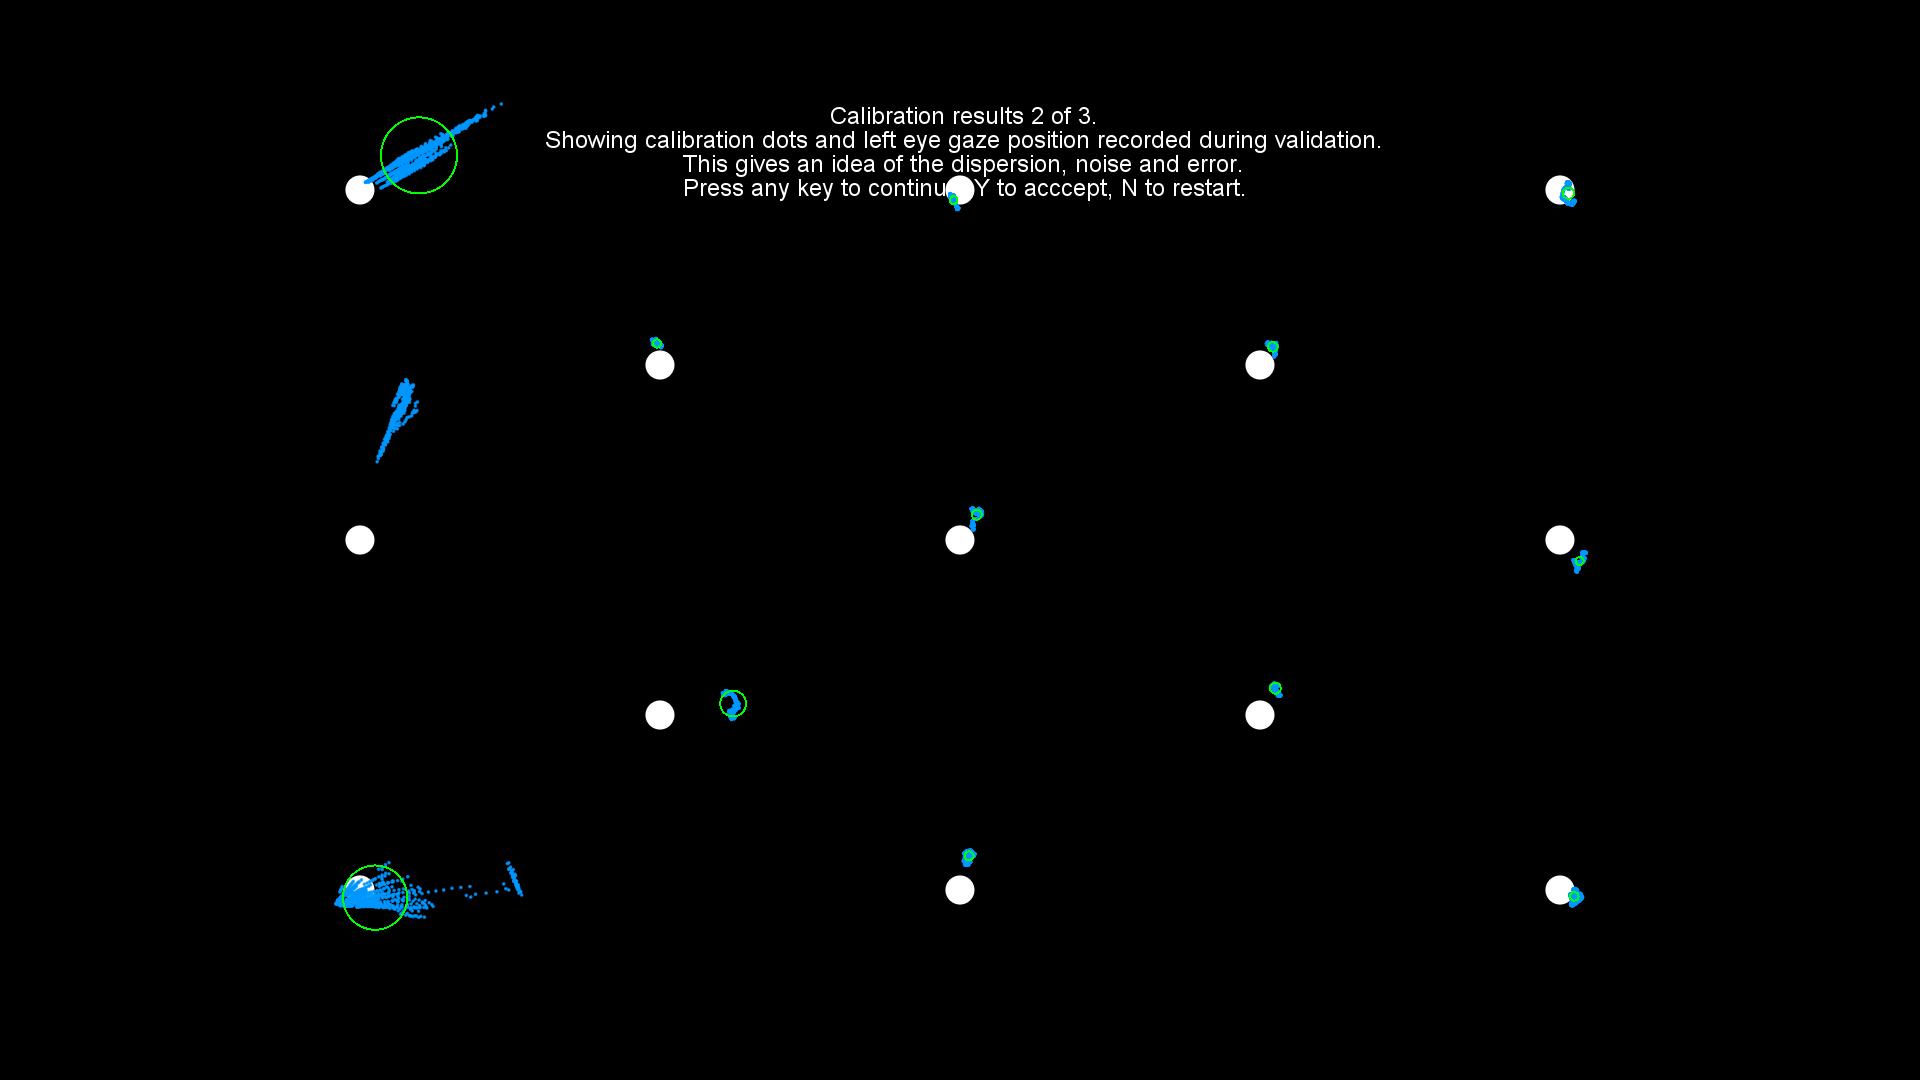 Calibration results 2 of 3.
Showing calibration dots and left eye gaze position recorded during validation.
This gives an idea of the dispersion, noise and error.
Press any key to continu Y to acccept, N to restart.